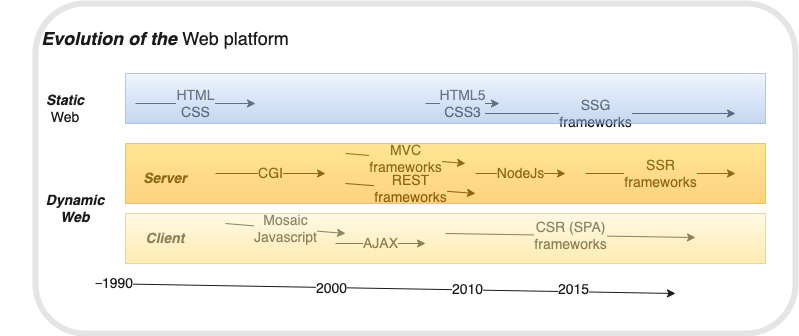 Evolution of the Web platform
Static
Web
HTML
CSS
HTML5
CSS3
SSG
frameworks
Dynamic
Web
Server
CGI
MVC
frameworks
REST
frameworks
NodeJs
SSR
frameworks
Client
Mosaic
Javascript
AJAX
CSR (SPA)
frameworks
~1990
2000
2010
2015